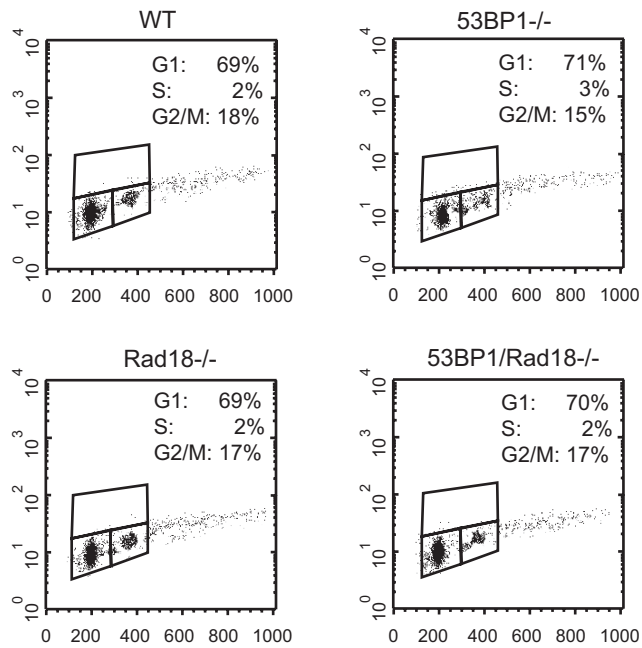 WT
G1: 69%
S: 2%
G2/M: 18%
10 4
10 3
10 2
10 1
10 0
0 200 400 600 800 1000
53BP1-/-
G1: 71%
S: 3%
G2/M: 15%
10 4
10 3
10 2
10 1
10 0
0 200 400 600 800 1000
Rad18-/-
G1: 69%
S: 2%
G2/M: 17%
10 4
10 3
10 2
10 1
10 0
0 200 400 600 800 1000
53BP1/Rad18-/-
G1: 70%
S: 2%
G2/M: 17%
10 4
10 3
10 2
10 1
10 0
0 200 400 600 800 1000